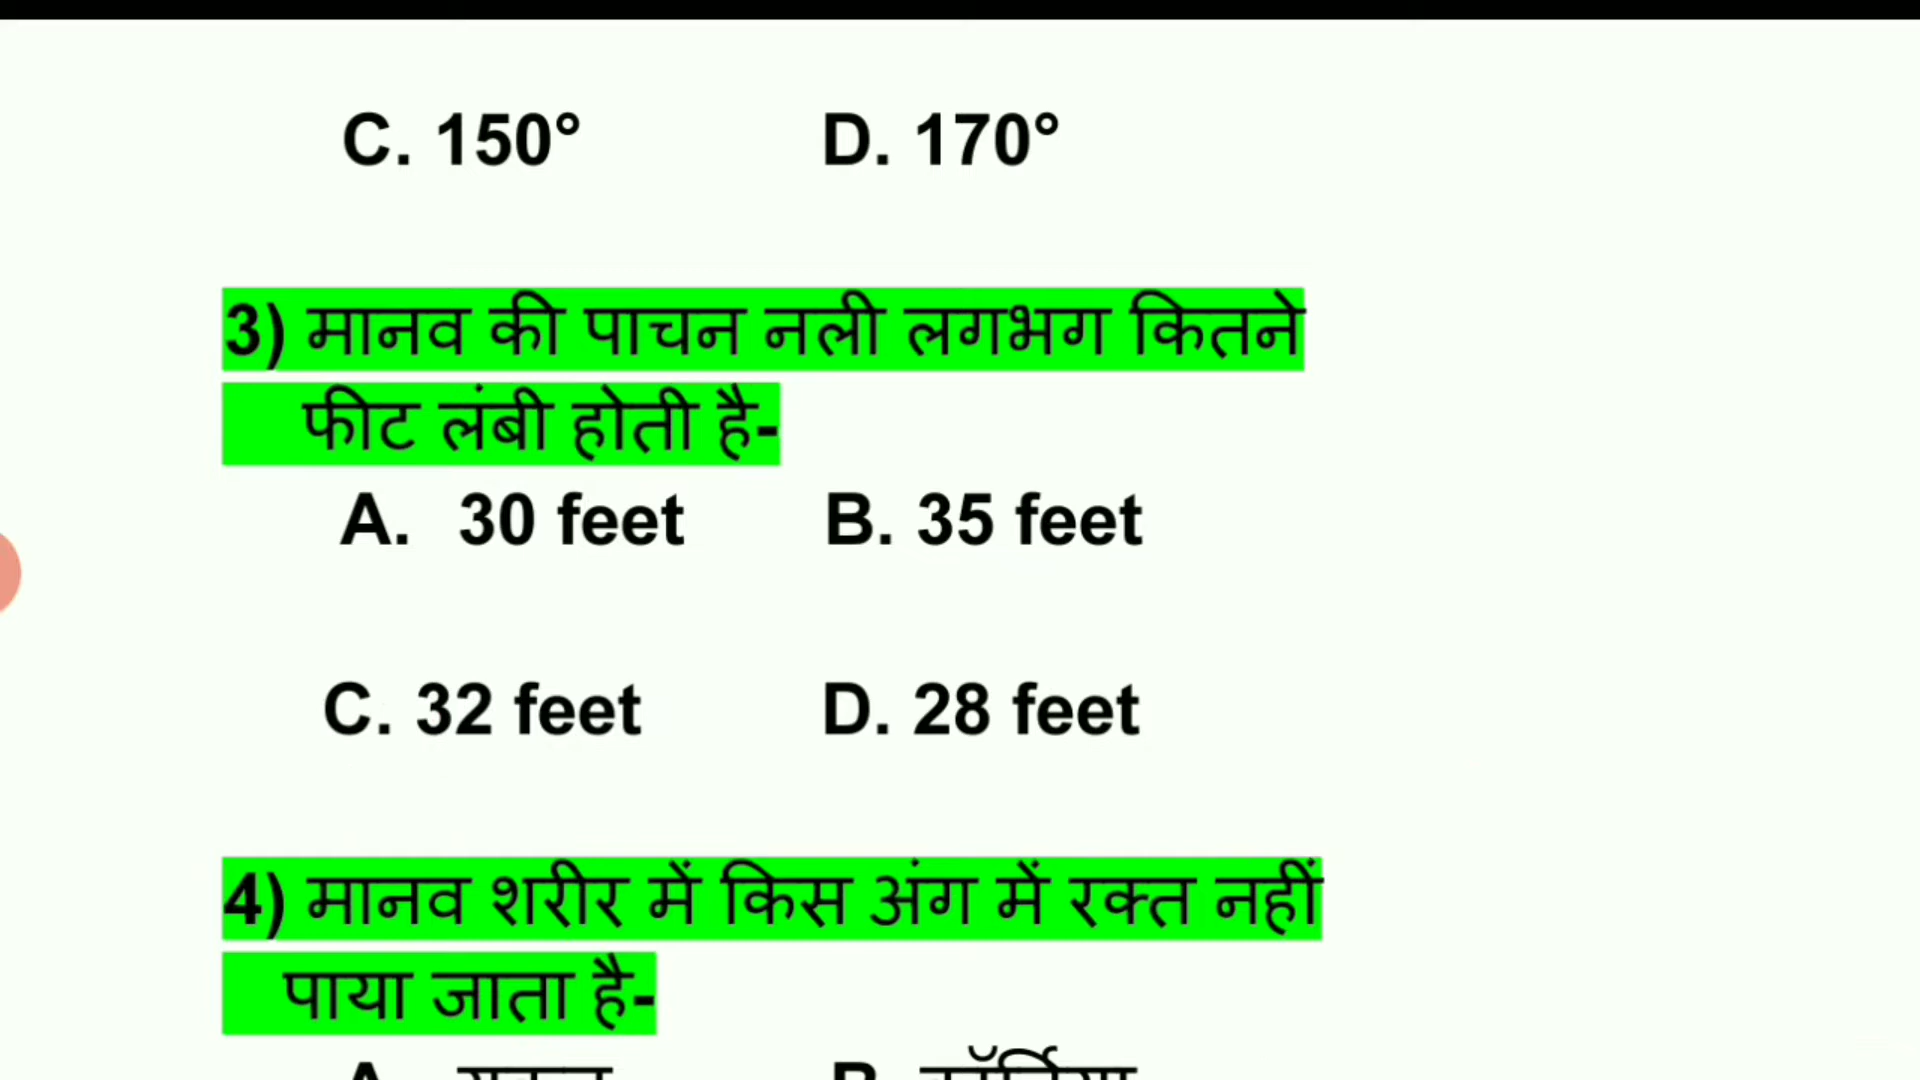 C. 150° D. 170°
3) मानव की पाचन नली लगभग कितने
फीट लंबी होती है-
A. 30 feet B. 35 feet
C. 32 feet D. 28 feet
4) मानव शरीर में किस अंग में रक्त नहीं
पाया जाता है-
A. B.